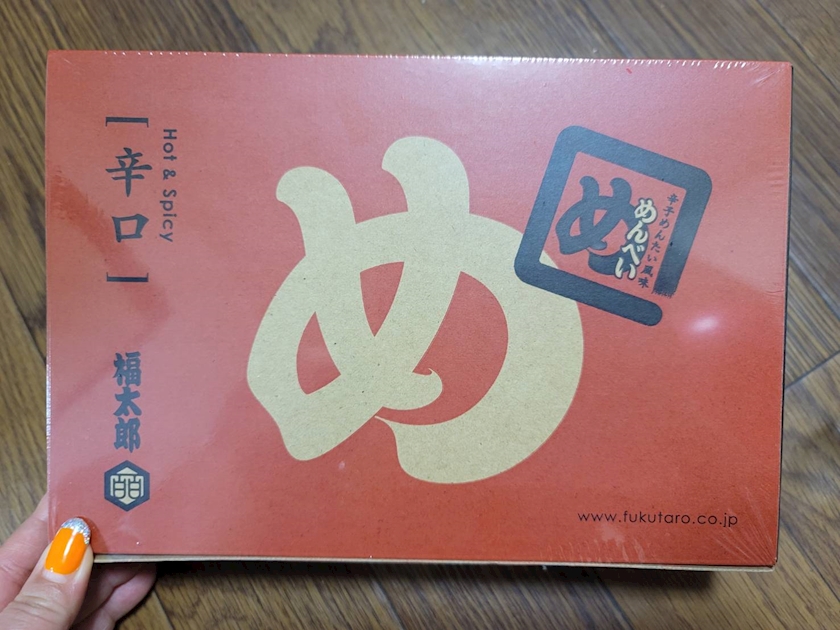 Hot & Spicy
[辛口]
福太郎
め
め
めんべい
辛子めんたい風味
www.fukutaro.co.jp